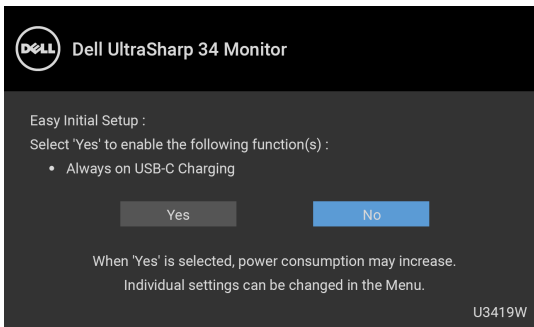 DELL Dell UltraSharp 34 Monitor
Easy Initial Setup :
Select 'Yes' to enable the following function(s) :
• Always on USB-C Charging
Yes No
When 'Yes' is selected, power consumption may increase.
Individual settings can be changed in the Menu.
U3419W